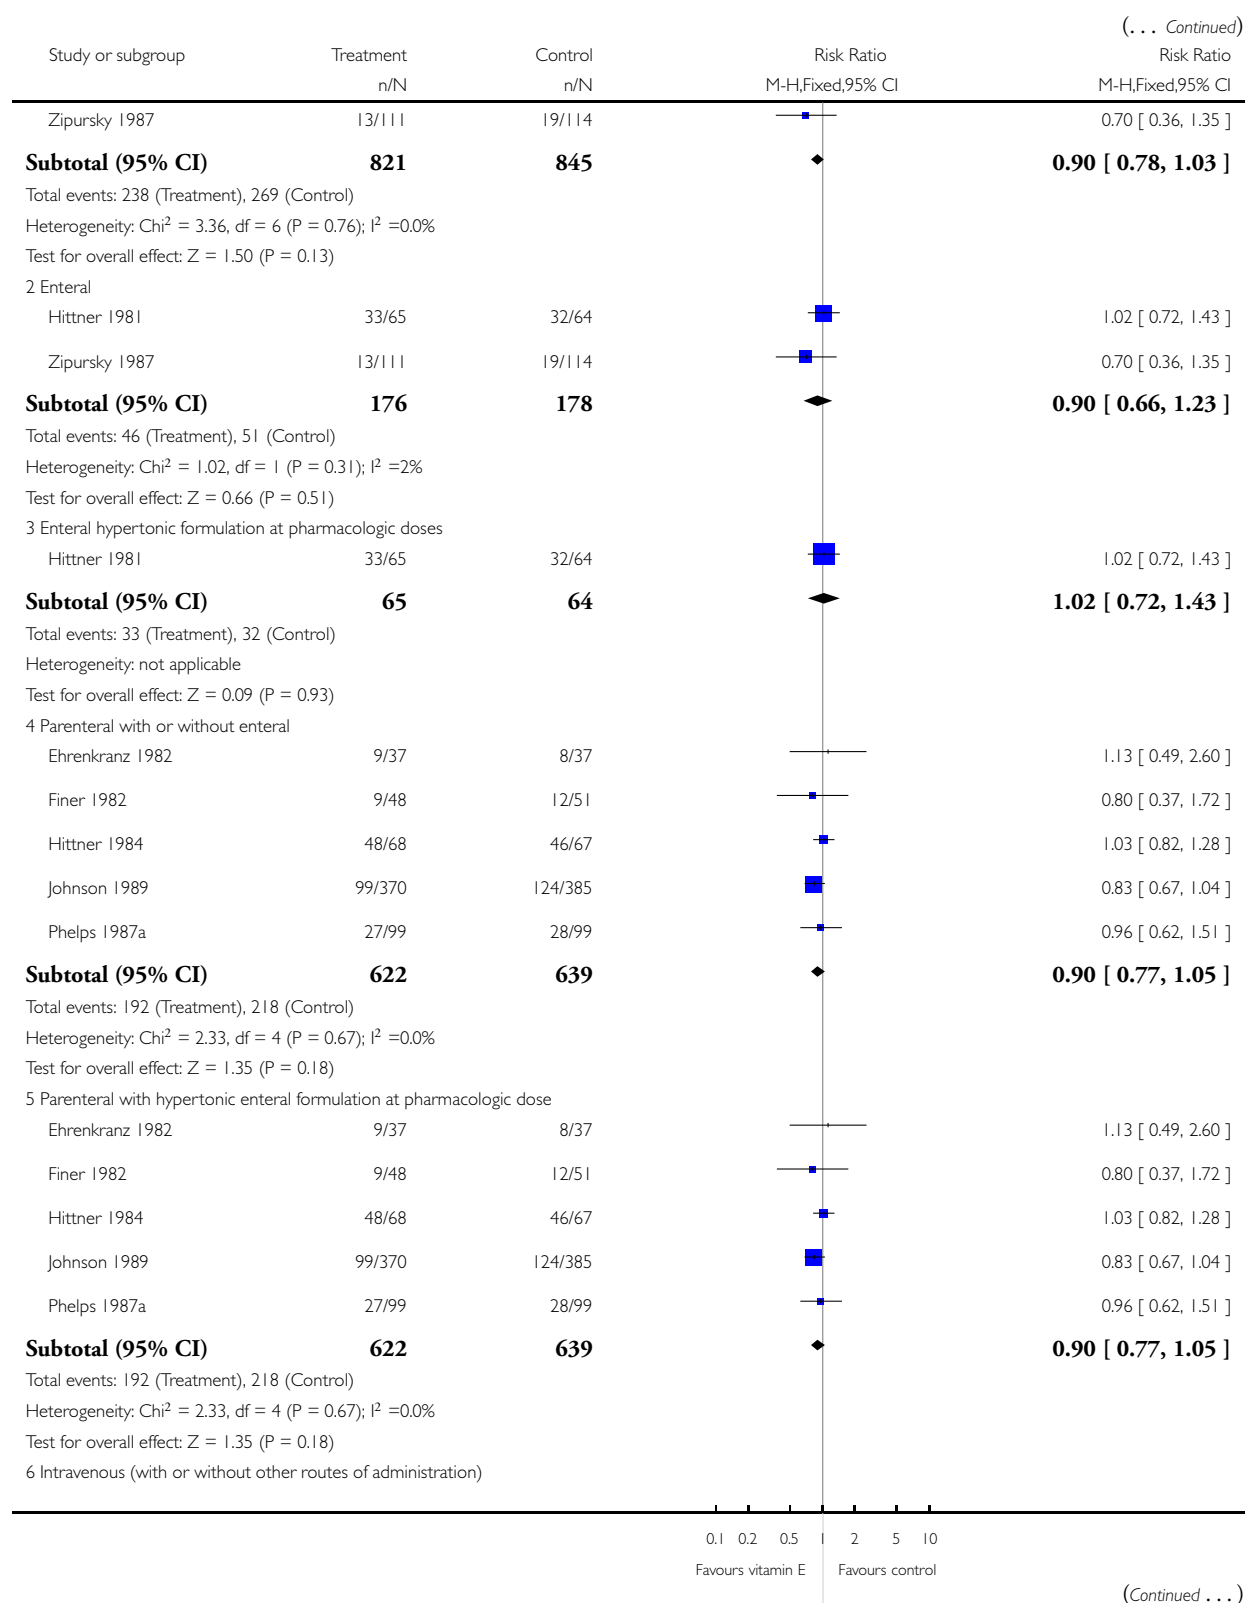 (... Continued)
Study or subgroup Treatment Control Risk Ratio Risk Ratio
n/N n/N M-H,Fixed,95% CI M-H,Fixed,95% CI
Zipursky 1987 13/111 19/114 0.70 [ 0.36, 1.35 ]
Subtotal (95% CI) 821 845 0.90 [ 0.78, 1.03 ]
Total events: 238 (Treatment), 269 (Control)
Heterogeneity: Chi² = 3.36, df = 6 (P = 0.76); I² =0.0%
Test for overall effect: Z = 1.50 (P = 0.13)
2 Enteral
Hittner 1981 33/65 32/64 1.02 [ 0.72, 1.43 ]
Zipursky 1987 13/111 19/114 0.70 [ 0.36, 1.35 ]
Subtotal (95% CI) 176 178 0.90 [ 0.66, 1.23 ]
Total events: 46 (Treatment), 51 (Control)
Heterogeneity: Chi² = 1.02, df = 1 (P = 0.31); I² =2%
Test for overall effect: Z = 0.66 (P = 0.51)
3 Enteral hypertonic formulation at pharmacologic doses
Hittner 1981 33/65 32/64 1.02 [ 0.72, 1.43 ]
Subtotal (95% CI) 65 64 1.02 [ 0.72, 1.43 ]
Total events: 33 (Treatment), 32 (Control)
Heterogeneity: not applicable
Test for overall effect: Z = 0.09 (P = 0.93)
4 Parenteral with or without enteral
Ehrenkranz 1982 9/37 8/37 1.13 [ 0.49, 2.60 ]
Finer 1982 9/48 12/51 0.80 [ 0.37, 1.72 ]
Hittner 1984 48/68 46/67 1.03 [ 0.82, 1.28 ]
Johnson 1989 99/370 124/385 0.83 [ 0.67, 1.04 ]
Phelps 1987a 27/99 28/99 0.96 [ 0.62, 1.51 ]
Subtotal (95% CI) 622 639 0.90 [ 0.77, 1.05 ]
Total events: 192 (Treatment), 218 (Control)
Heterogeneity: Chi² = 2.33, df = 4 (P = 0.67); I² =0.0%
Test for overall effect: Z = 1.35 (P = 0.18)
5 Parenteral with hypertonic enteral formulation at pharmacologic dose
Ehrenkranz 1982 9/37 8/37 1.13 [ 0.49, 2.60 ]
Finer 1982 9/48 12/51 0.80 [ 0.37, 1.72 ]
Hittner 1984 48/68 46/67 1.03 [ 0.82, 1.28 ]
Johnson 1989 99/370 124/385 0.83 [ 0.67, 1.04 ]
Phelps 1987a 27/99 28/99 0.96 [ 0.62, 1.51 ]
Subtotal (95% CI) 622 639 0.90 [ 0.77, 1.05 ]
Total events: 192 (Treatment), 218 (Control)
Heterogeneity: Chi² = 2.33, df = 4 (P = 0.67); I² =0.0%
Test for overall effect: Z = 1.35 (P = 0.18)
6 Intravenous (with or without other routes of administration)
0.1 0.2 0.5 1 2 5 10
Favours vitamin E Favours control
(Continued ...)